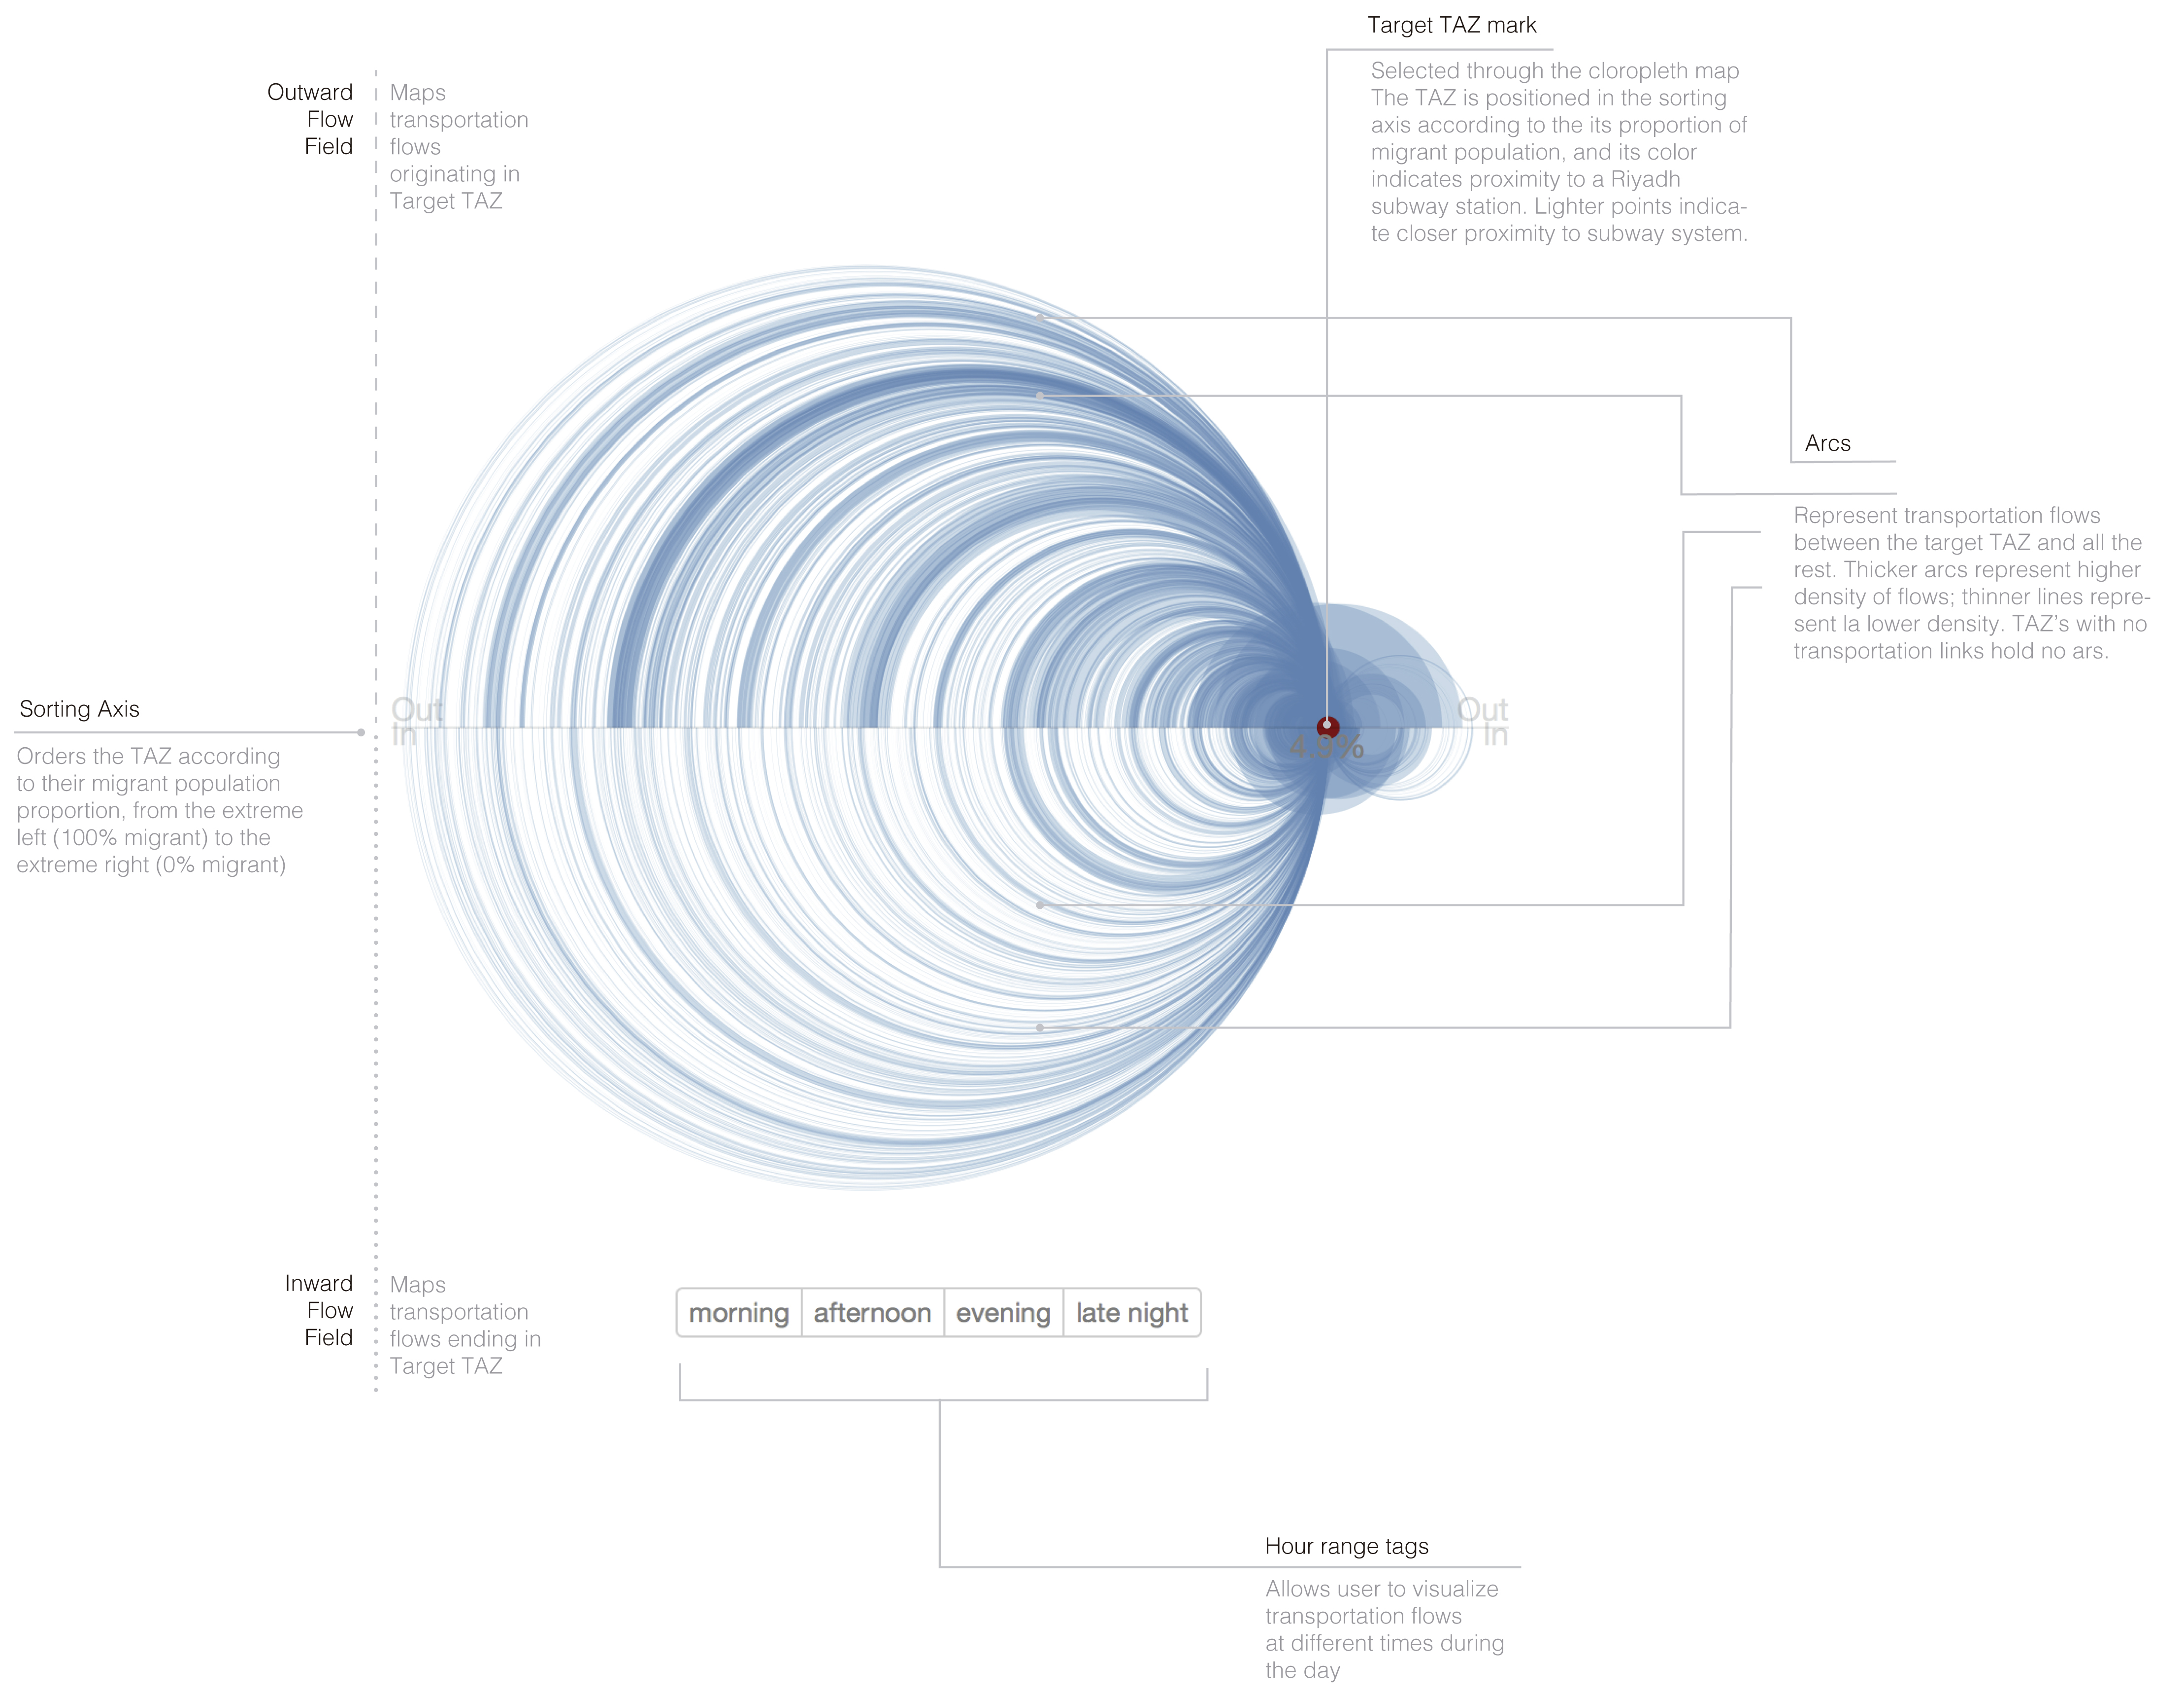 Target TAZ mark
Selected through the cloropleth map
The TAZ is positioned in the sorting
axis according to the its proportion of
migrant population, and its color
indicates proximity to a Riyadh
subway station. Lighter points indica-
te closer proximity to subway system.
Outward
Flow
Field
Maps
transportation
flows
originating in
Target TAZ
Arcs
Represent transportation flows
between the target TAZ and all the
rest. Thicker arcs represent higher
density of flows; thinner lines repre-
sent la lower density. TAZ's with no
transportation links hold no ars.
Sorting Axis
Orders the TAZ according
to their migrant population
proportion, from the extreme
left (100% migrant) to the
extreme right (0% migrant)
Out
In
4.9%
Out
In
Inward
Flow
Field
Maps
transportation
flows ending in
Target TAZ
morning afternoon evening late night
Hour range tags
Allows user to visualize
transportation flows
at different times during
the day